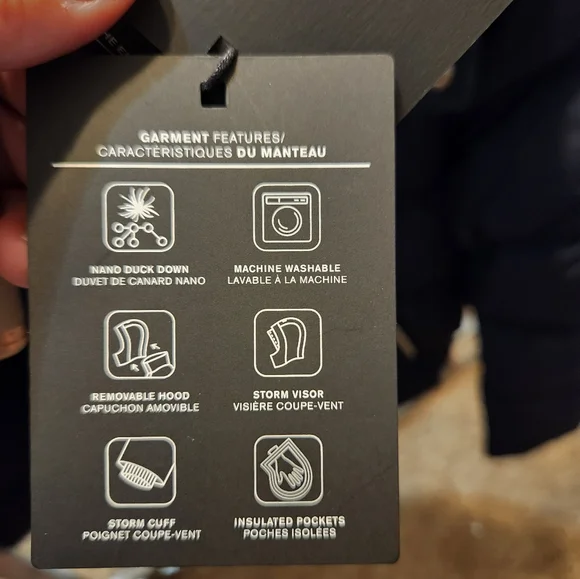 GARMENT FEATURES/
CARACTÉRISTIQUES DU MANTEAU
NANO DUCK DOWN
DUVET DE CANARD NANO
MACHINE WASHABLE
LAVABLE À LA MACHINE
REMOVABLE HOOD
CAPUCHON AMOVIBLE
STORM VISOR
VISIÈRE COUPE-VENT
STORM CUFF
POIGNET COUPE-VENT
INSULATED POCKETS
POCHES ISOLÉES